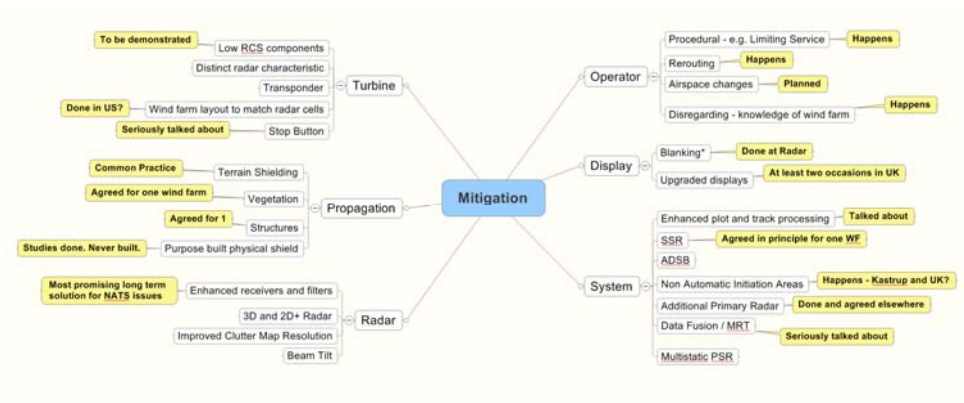 Mitigation
Turbine
To be demonstrated
Low RCS components
Distinct radar characteristic
Transponder
Done in US?
Wind farm layout to match radar cells
Seriously talked about
Stop Button
Propagation
Common Practice
Terrain Shielding
Agreed for one wind farm
Vegetation
Agreed for 1
Structures
Studies done. Never built.
Purpose built physical shield
Radar
Most promising long term
solution for NATS issues
Enhanced receivers and filters
3D and 2D+ Radar
Improved Clutter Map Resolution
Beam Tilt
Operator
Procedural - e.g. Limiting Service
Happens
Rerouting
Happens
Airspace changes
Planned
Disregarding - knowledge of wind farm
Happens
Display
Blanking*
Done at Radar
Upgraded displays
At least two occasions in UK
System
Enhanced plot and track processing
Talked about
SSR
Agreed in principle for one WF
ADSB
Non Automatic Initiation Areas
Happens - Kastrup and UK?
Additional Primary Radar
Done and agreed elsewhere
Data Fusion / MRT
Seriously talked about
Multistatic PSR